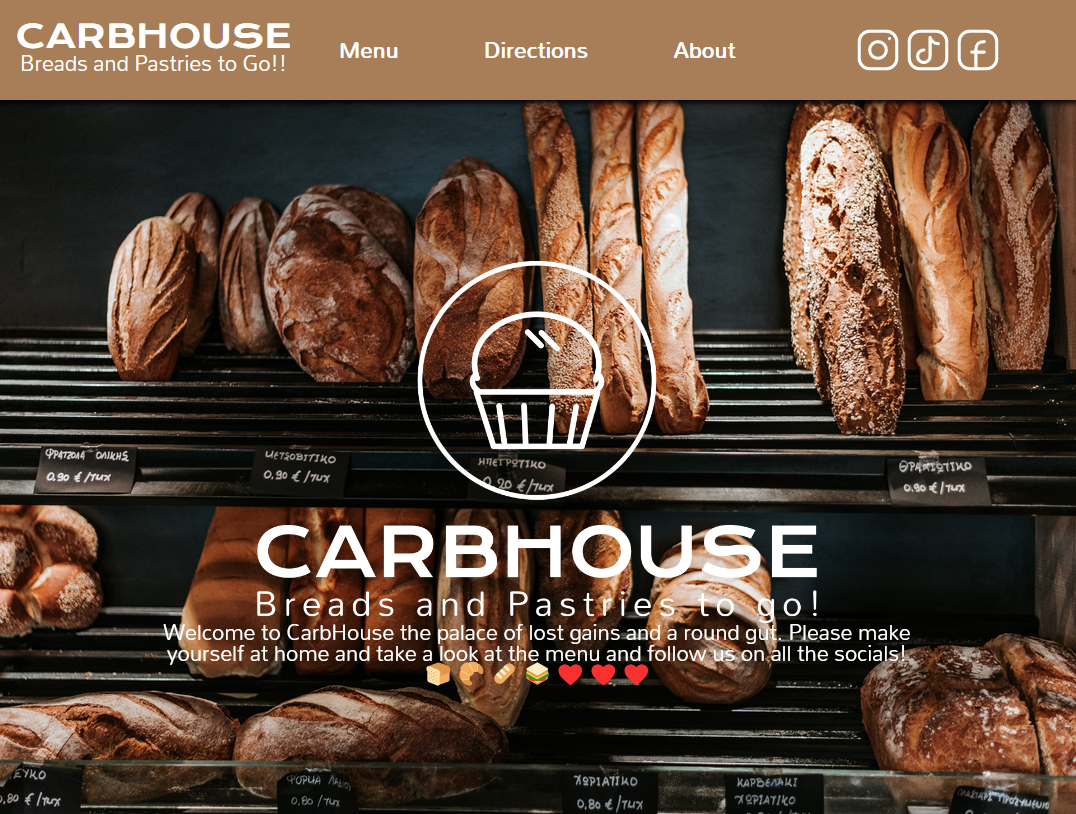 CARBHOUSE
Breads and Pastries to Go!!
Menu
Directions
About
ΦΡΑΤΖΟΛΑ ΟΛΙΚΗΣ
0.90 €/τμχ
ΜΕΤΣΟΒΙΤΙΚΟ
0.90 €/τμχ
ΗΠΕΙΡΩΤΙΚΟ
0.90 €/τμχ
ΘΡΑΚΙΩΤΙΚΟ
0.90 €/τμχ
CARBHOUSE
Breads and Pastries to go!
Welcome to CarbHouse the palace of lost gains and a round gut. Please make
yourself at home and take a look at the menu and follow us on all the socials!
🍞 🥐 🥖 🥪 ❤️ ❤️ ❤️
ΕΥΚΟ
0,80 €/τμχ
ΦΟΡΜΑ
0,80 €/τμχ
ΧΩΡΙΑΤΙΚΟ
0,80 €/τμχ
ΚΑΡΒΕΛΑΚΙ
ΧΩΡΙΑΤΙΚΟ